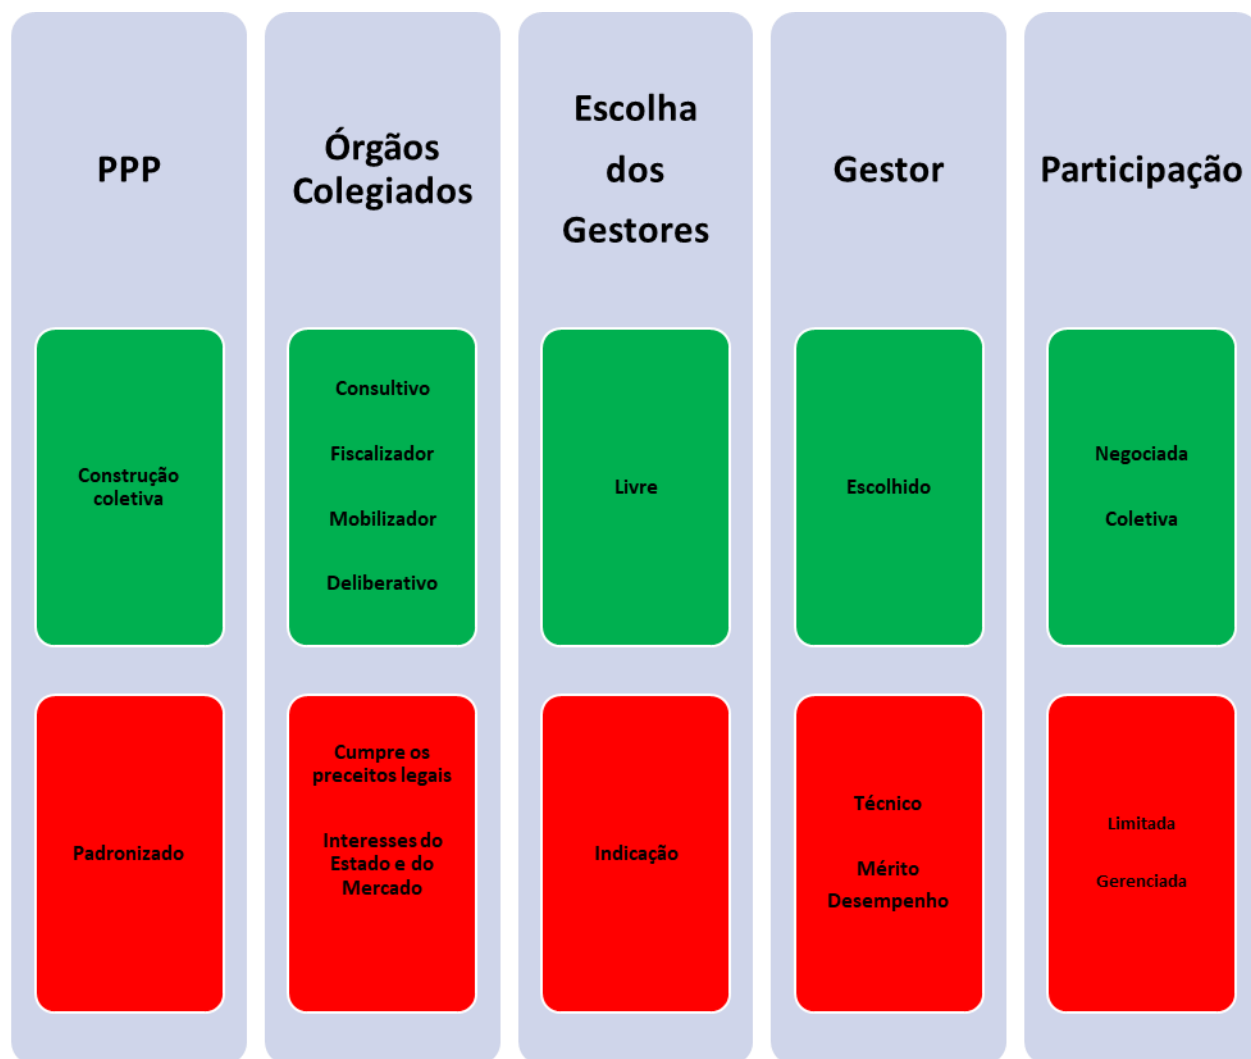 PPP
Órgãos
Colegiados
Escolha
dos
Gestores
Gestor
Participação
Construção
coletiva
Consultivo
Fiscalizador
Mobilizador
Deliberativo
Livre
Escolhido
Negociada
Coletiva
Padronizado
Cumpre os
preceitos legais
Interesses do
Estado e do
Mercado
Indicação
Técnico
Mérito
Desempenho
Limitada
Gerenciada